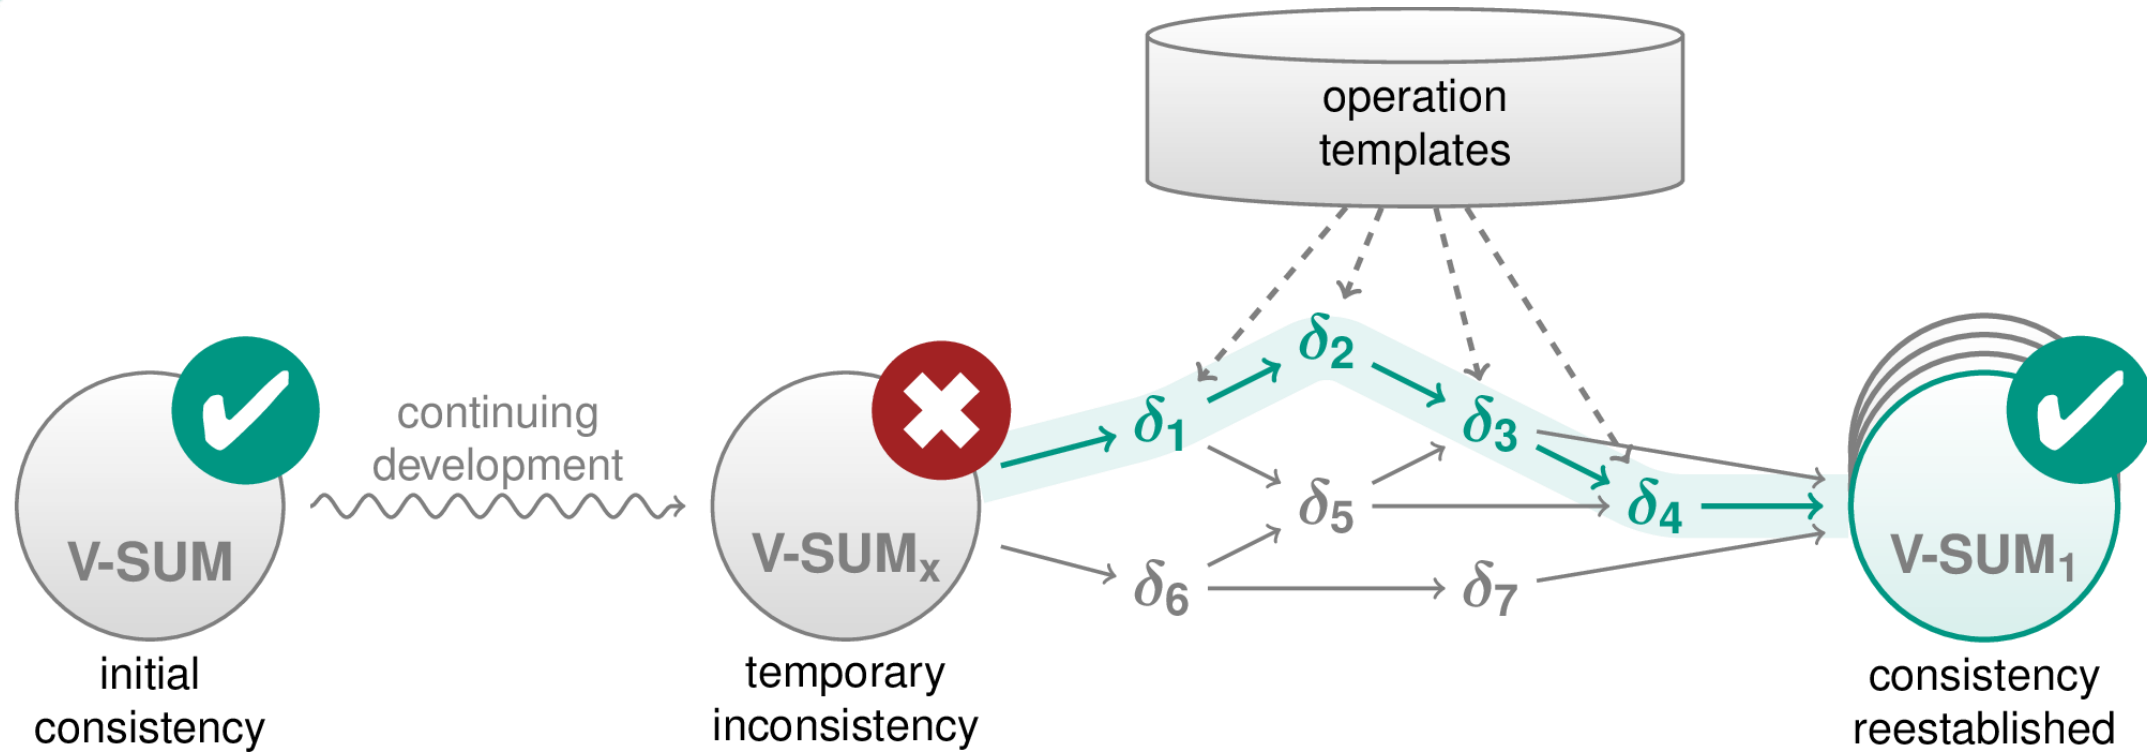 operation
templates
continuing
development
V-SUM
V-SUMₓ
δ₁
δ₂
δ₃
δ₄
δ₅
δ₆
δ₇
V-SUM₁
initial
consistency
temporary
inconsistency
consistency
reestablished